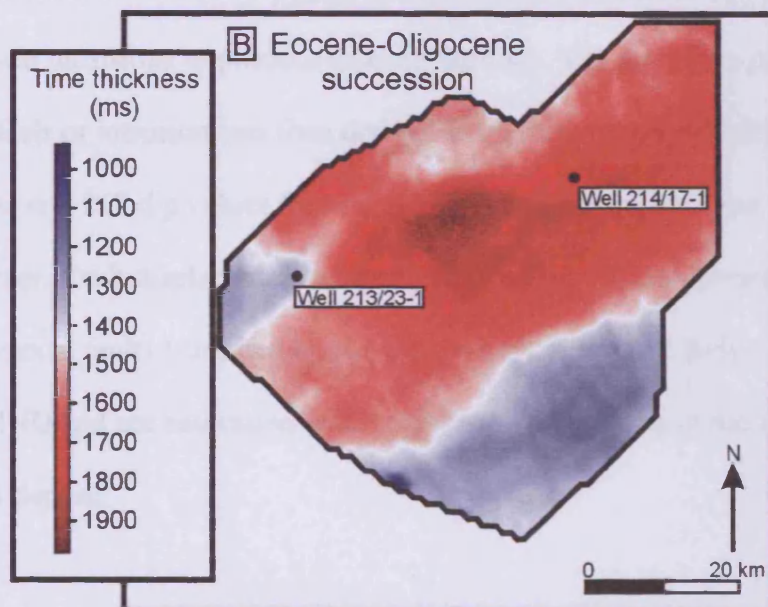 B Eocene-Oligocene
succession
Time thickness
(ms)
1000
1100
1200
1300
1400
1500
1600
1700
1800
1900
Well 214/17-1
Well 213/23-1
N
0 20 km